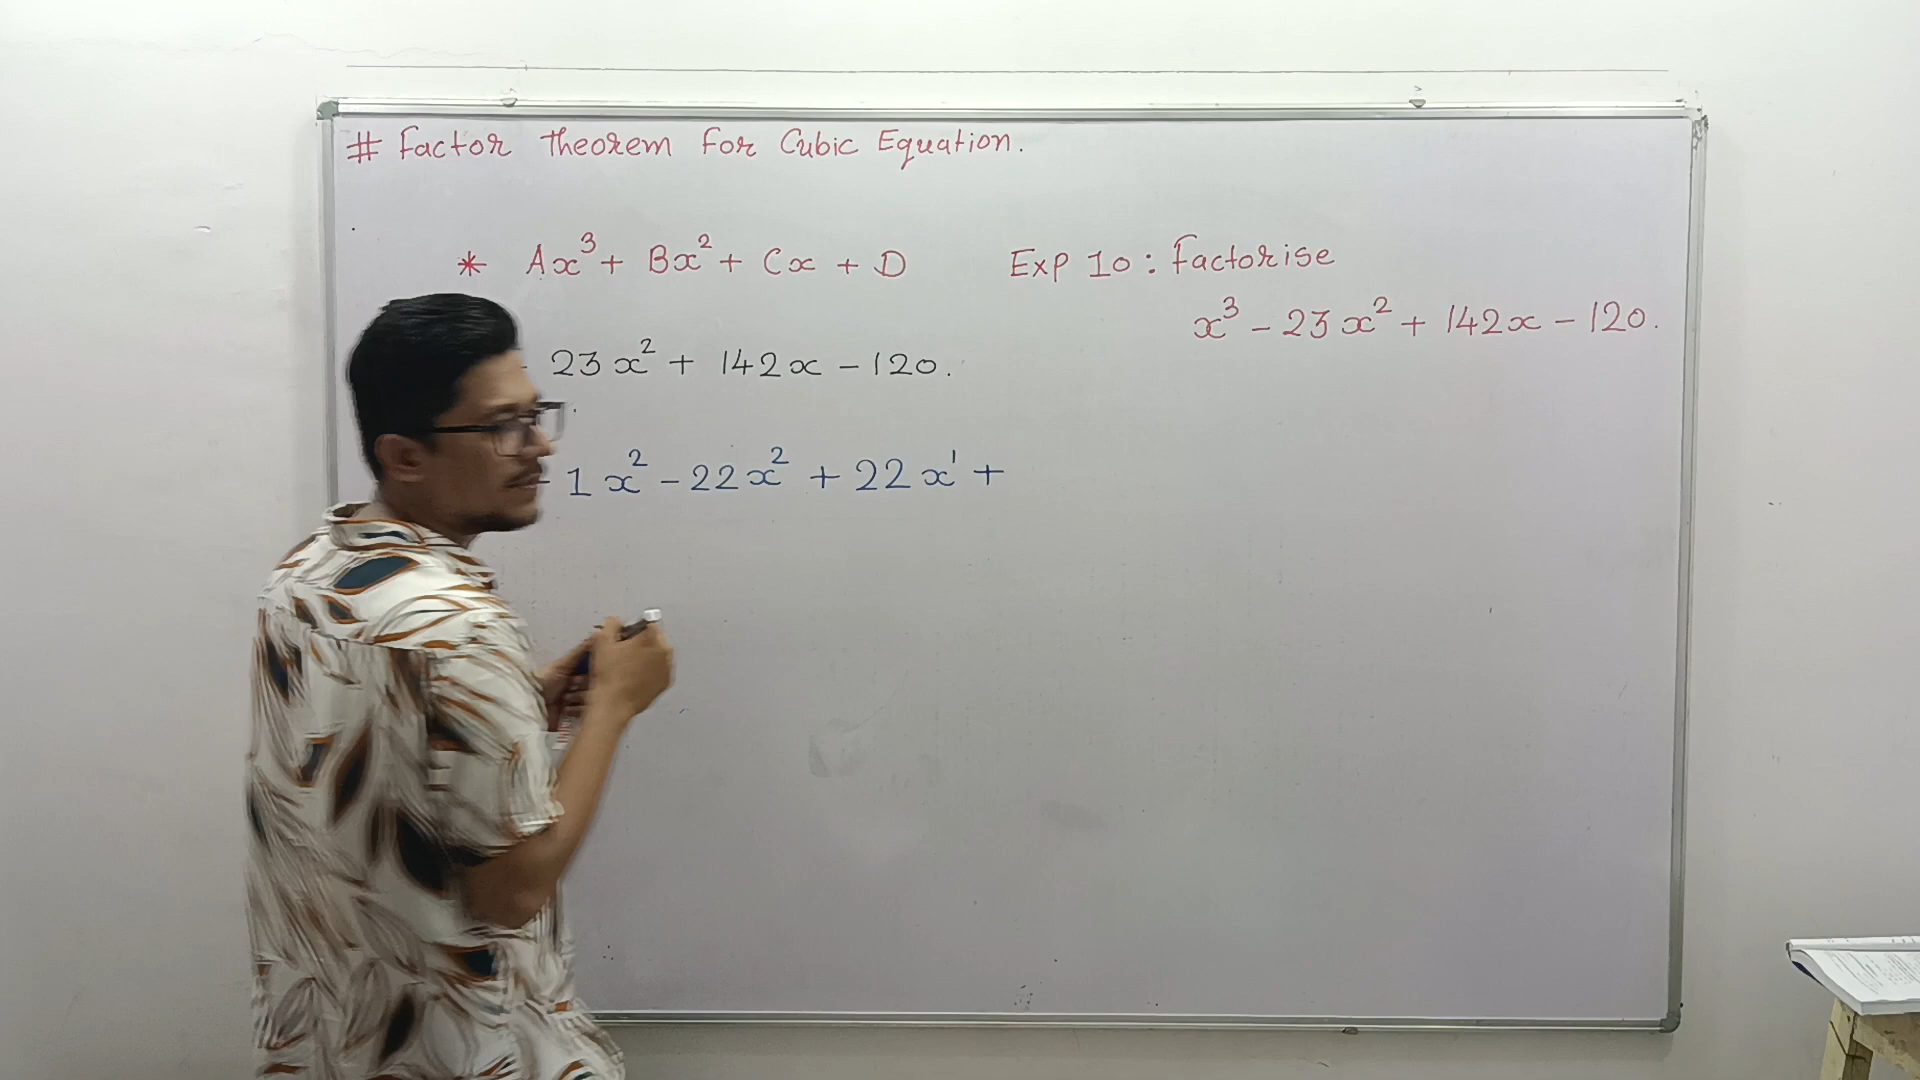 # Factor Theorem For Cubic Equation.
* Ax³ + Bx² + Cx + D
Exp 10 : Factorise
x³ - 23x² + 142x - 120.
- 23x² + 142x - 120.
- 1x² - 22x² + 22x¹ +